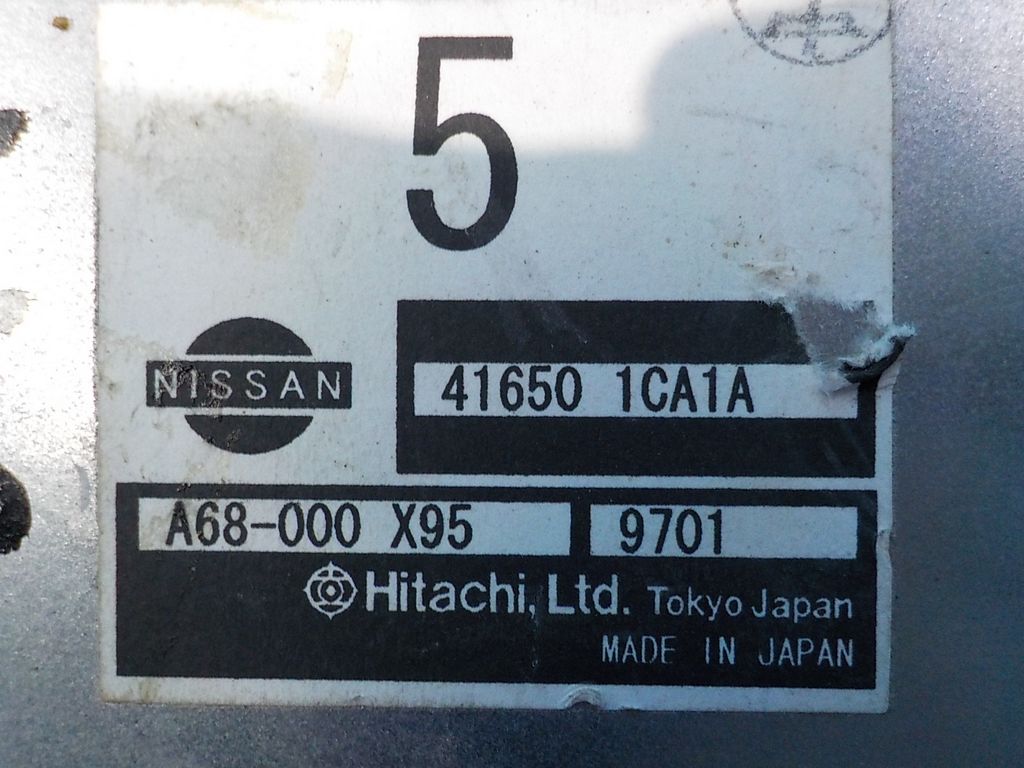 5
NISSAN
41650 1CA1A
A68-000 X95
9701
Hitachi, Ltd. Tokyo Japan
MADE IN JAPAN